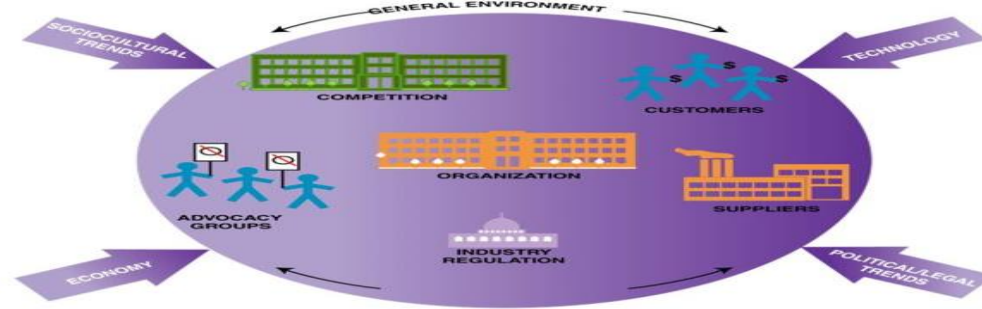 GENERAL ENVIRONMENT
SOCIOCULTURAL
TRENDS
TECHNOLOGY
COMPETITION
$ $ $
CUSTOMERS
ORGANIZATION
SUPPLIERS
ADVOCACY
GROUPS
INDUSTRY
REGULATION
ECONOMY
POLITICAL/LEGAL
TRENDS